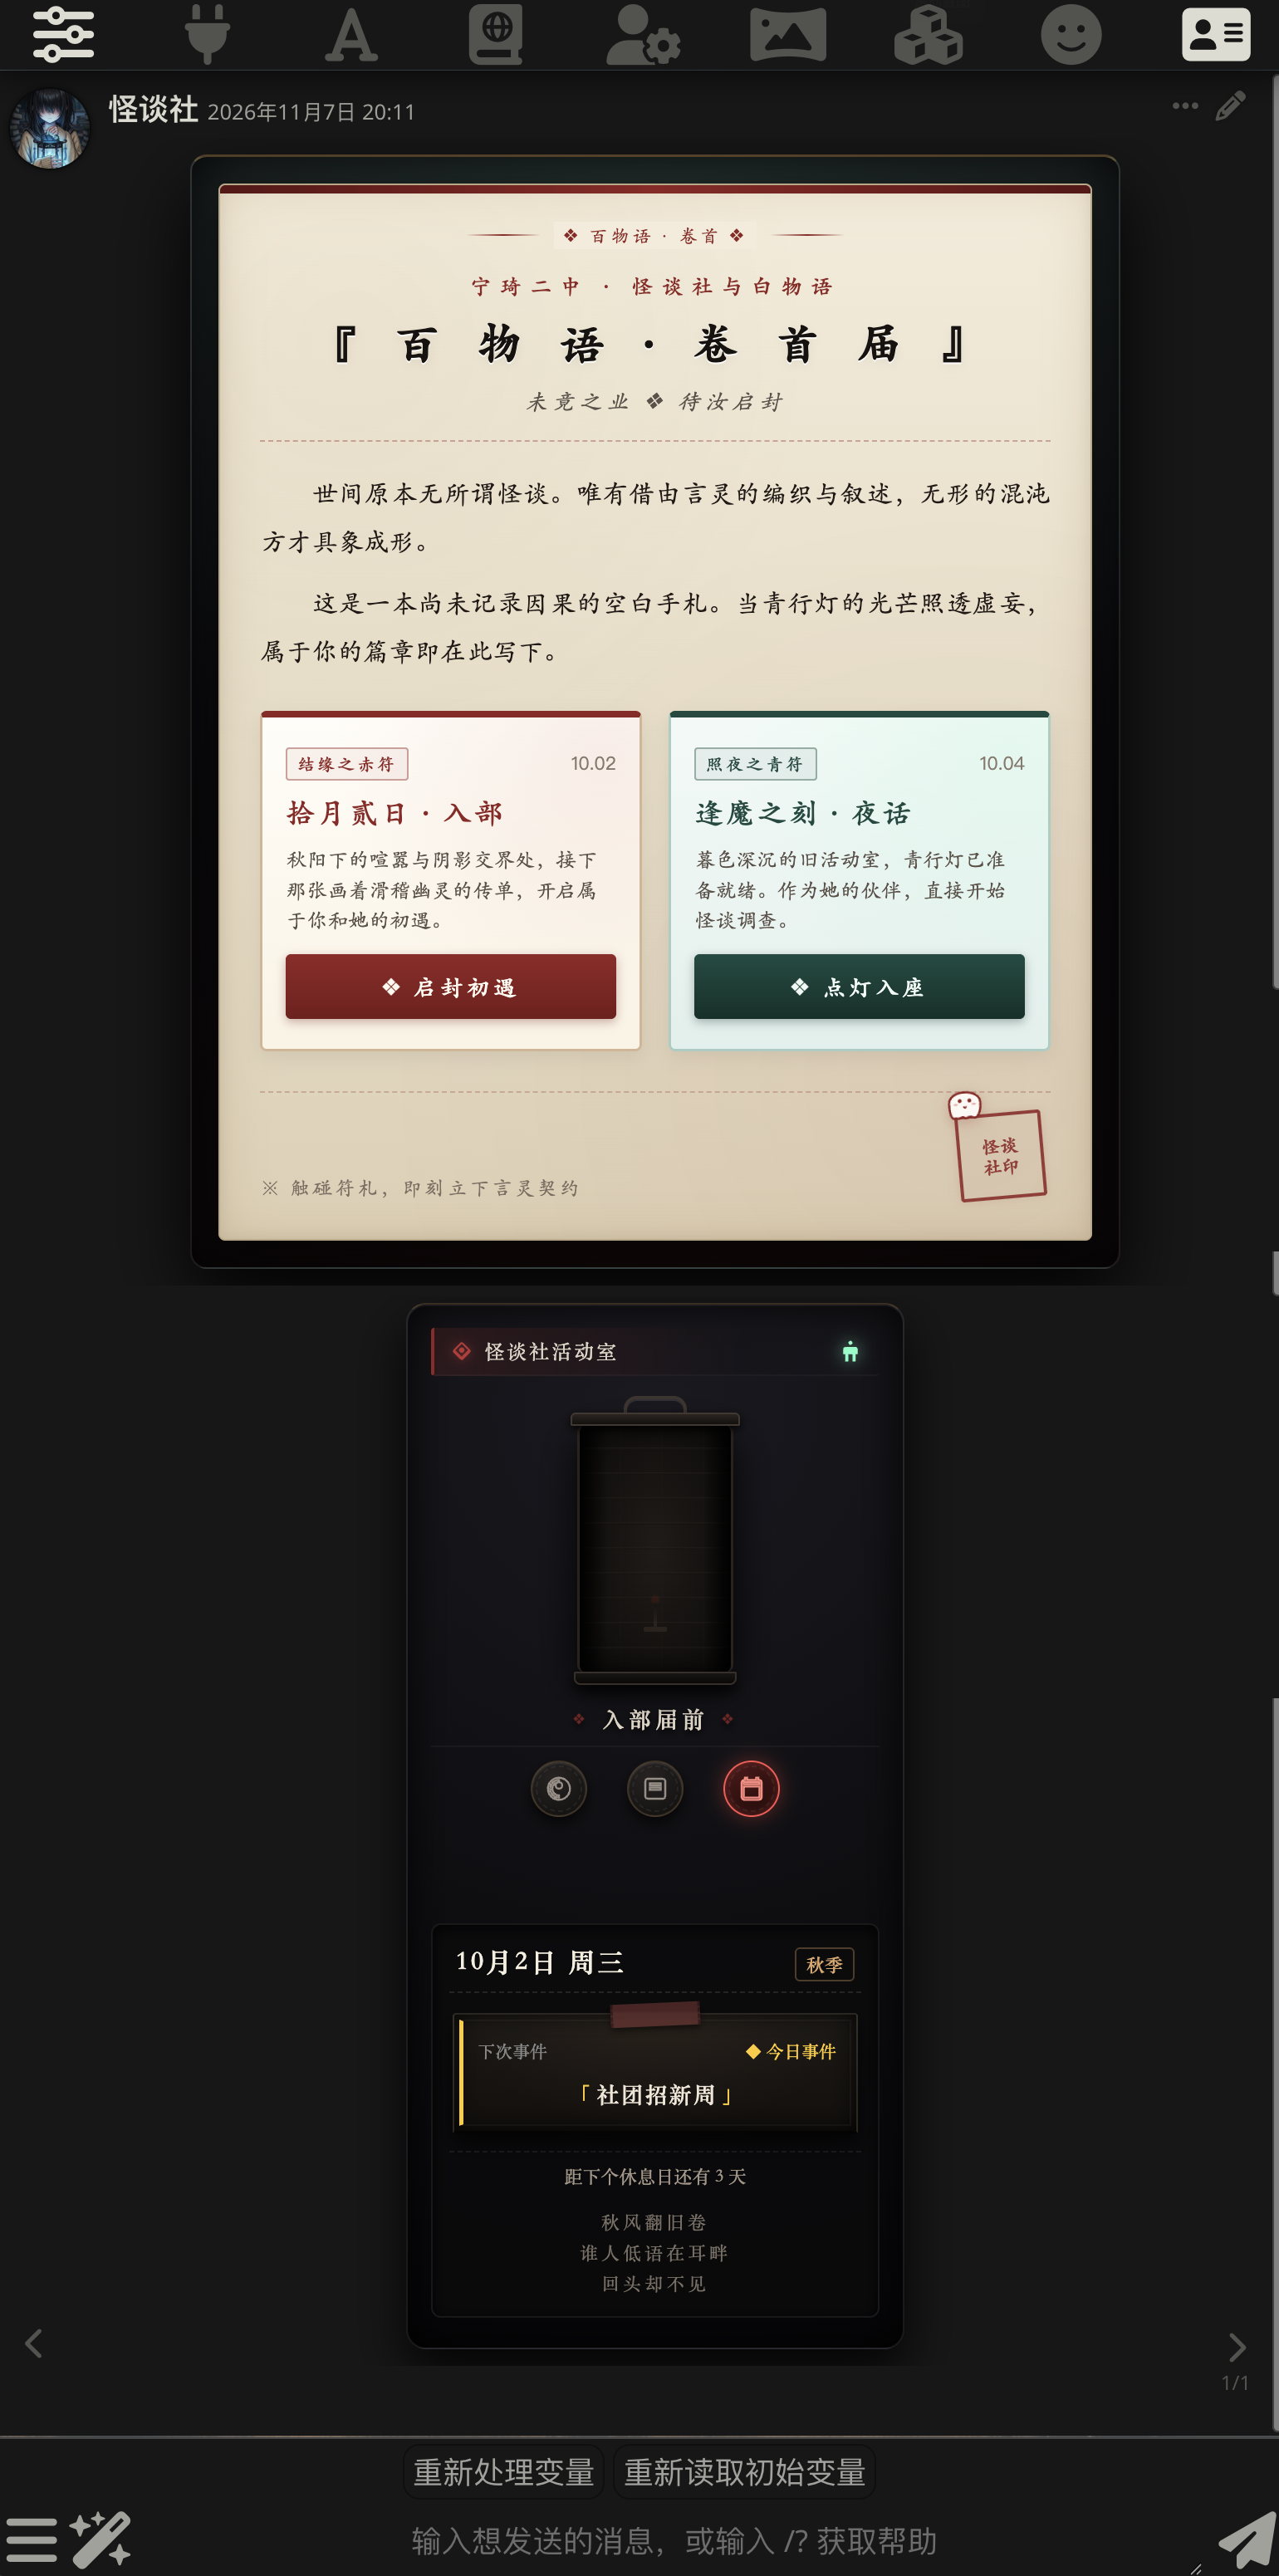 怪谈社 2026年11月7日 20:11
❖ 百物语 · 卷首 ❖
宁琦二中 · 怪谈社与白物语
『百物语·卷首届』
未竟之业 ❖ 待汝启封
世间原本无所谓怪谈。唯有借由言灵的编织与叙述，无形的混沌
方才具象成形。
这是一本尚未记录因果的空白手札。当青行灯的光芒照透虚妄，
属于你的篇章即在此写下。
结缘之赤符 10.02
拾月贰日·入部
秋阳下的喧嚣与阴影交界处，接下
那张画着滑稽幽灵的传单，开启属
于你和她的初遇。
❖ 启封初遇
照夜之青符 10.04
逢魔之刻·夜话
暮色深沉的旧活动室，青行灯已准
备就绪。作为她的伙伴，直接开始
怪谈调查。
❖ 点灯入座
※ 触碰符札，即刻立下言灵契约
怪谈
社印
怪谈社活动室
入部届前
10月2日 周三 秋季
下次事件 ◆ 今日事件
「社团招新周」
距下个休息日还有 3 天
秋风翻旧卷
谁人低语在耳畔
回头却不见
1/1
重新处理变量 重新读取初始变量
输入想发送的消息，或输入 /? 获取帮助